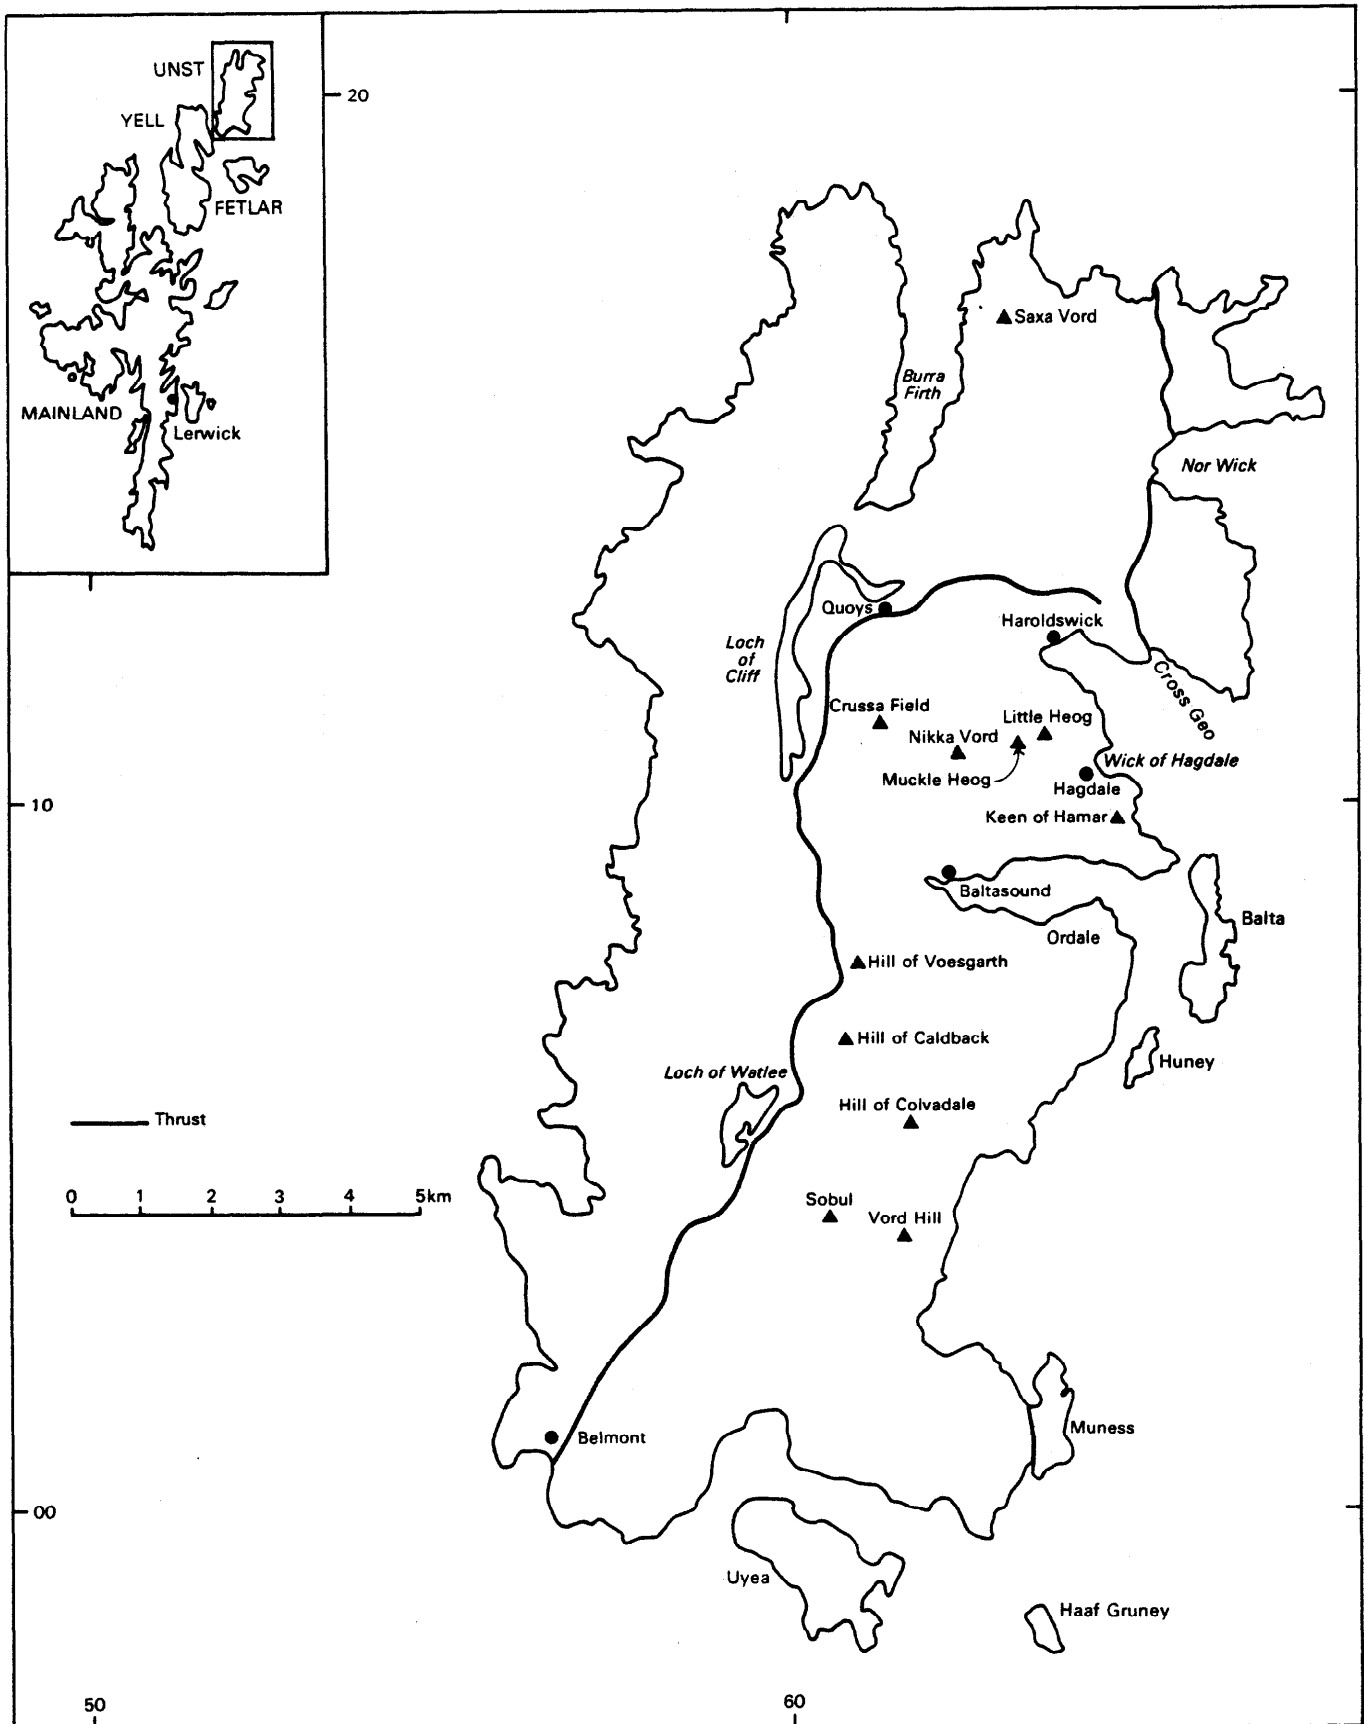 UNST
YELL
FETLAR
MAINLAND
Lerwick
20
Saxa Vord
Burra
Firth
Nor Wick
Quoys
Haroldswick
Loch
of
Cliff
Cross Geo
Crussa Field
Little Heog
Nikka Vord
Muckle Heog
Wick of Hagdale
Hagdale
10
Keen of Hamar
Baltasound
Balta
Ordale
Hill of Voesgarth
Hill of Caldback
Huney
Loch of Watlee
Hill of Colvadale
Thrust
0 1 2 3 4 5km
Sobul
Vord Hill
Muness
Belmont
00
Uyea
Haaf Gruney
50
60